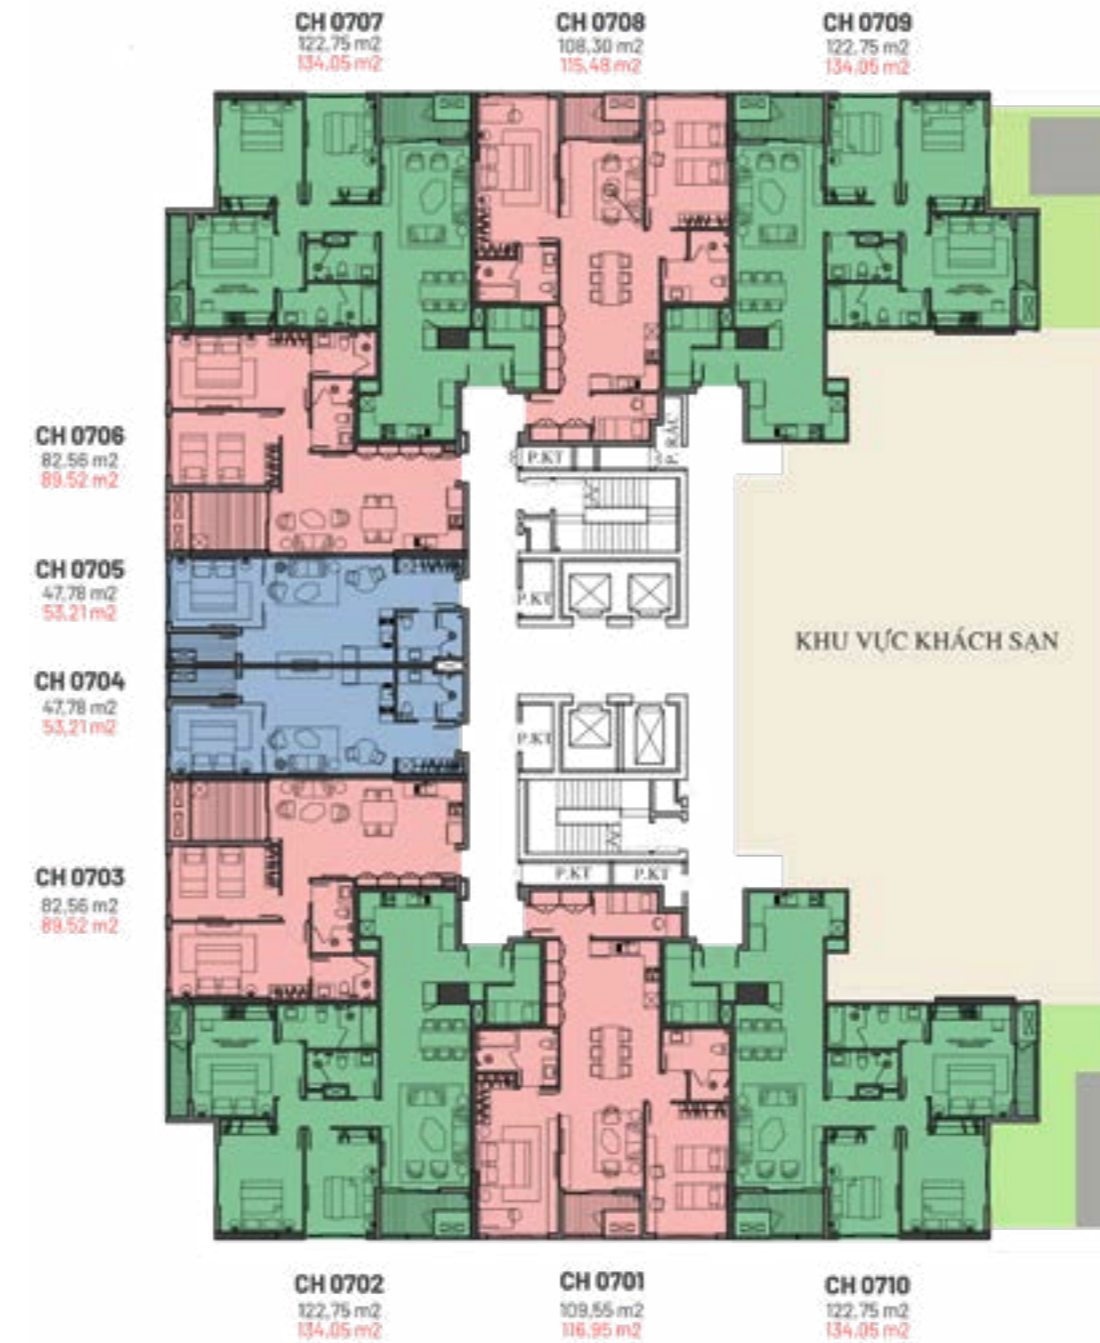 CH 0707
122,75 m2
134,05 m2
CH 0708
108,30 m2
115,48 m2
CH 0709
122,75 m2
134,05 m2
CH 0706
82,56 m2
89.52 m2
P.KT
P. RÁC
CH 0705
47,78 m2
53,21 m2
P.KT
KHU VỰC KHÁCH SẠN
CH 0704
47,78 m2
53,21 m2
P.KT
CH 0703
82,56 m2
89.52 m2
P.KT
P.KT
CH 0702
122,75 m2
134,05 m2
CH 0701
109,55 m2
116,95 m2
CH 0710
122,75 m2
134,05 m2